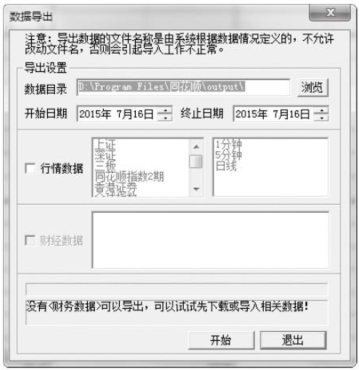 数据导出
注意：导出数据的文件名称是由系统根据数据情况定义的，不允许
改动文件名，否则会引起导入工作不正常。
导出设置
数据目录 D:\Program Files\同花顺\output\ 浏览
开始日期 2015年 7月16日 终止日期 2015年 7月16日
行情数据
上证
深证
三板
同花顺指数2期
香港证券
1分钟
5分钟
日线
财经数据
没有<财务数据>可以导出，可以试试先下载或导入相关数据！
开始 退出